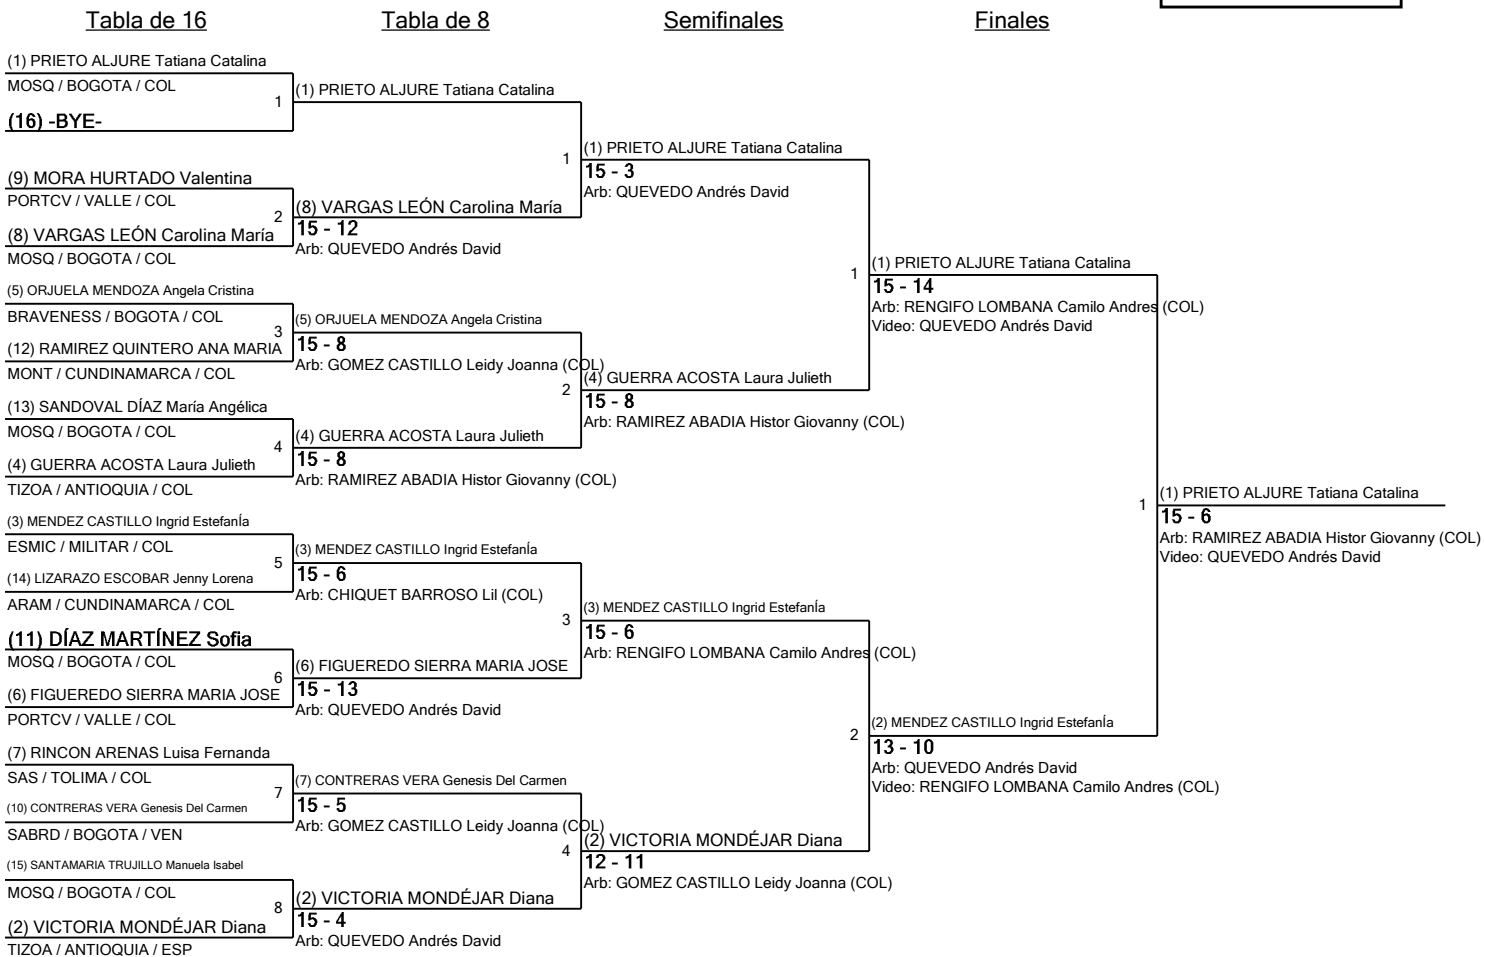 Tabla de 16
Tabla de 8
Semifinales
Finales
(1) PRIETO ALJURE Tatiana Catalina
MOSQ / BOGOTA / COL
1
(16) -BYE-
(9) MORA HURTADO Valentina
PORTCV / VALLE / COL
2
(8) VARGAS LEÓN Carolina María
MOSQ / BOGOTA / COL
(5) ORJUELA MENDOZA Angela Cristina
BRAVENESS / BOGOTA / COL
3
(12) RAMIREZ QUINTERO ANA MARIA
MONT / CUNDINAMARCA / COL
(13) SANDOVAL DÍAZ María Angélica
MOSQ / BOGOTA / COL
4
(4) GUERRA ACOSTA Laura Julieth
TIZOA / ANTIOQUIA / COL
(3) MENDEZ CASTILLO Ingrid EstefanÍa
ESMIC / MILITAR / COL
5
(14) LIZARAZO ESCOBAR Jenny Lorena
ARAM / CUNDINAMARCA / COL
(11) DÍAZ MARTÍNEZ Sofia
MOSQ / BOGOTA / COL
6
(6) FIGUEREDO SIERRA MARIA JOSE
PORTCV / VALLE / COL
(7) RINCON ARENAS Luisa Fernanda
SAS / TOLIMA / COL
7
(10) CONTRERAS VERA Genesis Del Carmen
SABRD / BOGOTA / VEN
(15) SANTAMARIA TRUJILLO Manuela Isabel
MOSQ / BOGOTA / COL
8
(2) VICTORIA MONDÉJAR Diana
TIZOA / ANTIOQUIA / ESP
(1) PRIETO ALJURE Tatiana Catalina
1
(8) VARGAS LEÓN Carolina María
15 - 12
Arb: QUEVEDO Andrés David
(5) ORJUELA MENDOZA Angela Cristina
15 - 8
Arb: GOMEZ CASTILLO Leidy Joanna (COL)
2
(4) GUERRA ACOSTA Laura Julieth
15 - 8
Arb: RAMIREZ ABADIA Histor Giovanny (COL)
(3) MENDEZ CASTILLO Ingrid EstefanÍa
15 - 6
Arb: CHIQUET BARROSO Lil (COL)
3
(6) FIGUEREDO SIERRA MARIA JOSE
15 - 13
Arb: QUEVEDO Andrés David
(7) CONTRERAS VERA Genesis Del Carmen
15 - 5
Arb: GOMEZ CASTILLO Leidy Joanna (COL)
4
(2) VICTORIA MONDÉJAR Diana
15 - 4
Arb: QUEVEDO Andrés David
(1) PRIETO ALJURE Tatiana Catalina
15 - 3
Arb: QUEVEDO Andrés David
1
(4) GUERRA ACOSTA Laura Julieth
15 - 8
Arb: RAMIREZ ABADIA Histor Giovanny (COL)
(3) MENDEZ CASTILLO Ingrid EstefanÍa
15 - 6
Arb: RENGIFO LOMBANA Camilo Andres (COL)
2
(2) VICTORIA MONDÉJAR Diana
12 - 11
Arb: GOMEZ CASTILLO Leidy Joanna (COL)
(1) PRIETO ALJURE Tatiana Catalina
15 - 14
Arb: RENGIFO LOMBANA Camilo Andres (COL)
Video: QUEVEDO Andrés David
1
(2) MENDEZ CASTILLO Ingrid EstefanÍa
13 - 10
Arb: QUEVEDO Andrés David
Video: RENGIFO LOMBANA Camilo Andres (COL)
(1) PRIETO ALJURE Tatiana Catalina
15 - 6
Arb: RAMIREZ ABADIA Histor Giovanny (COL)
Video: QUEVEDO Andrés David